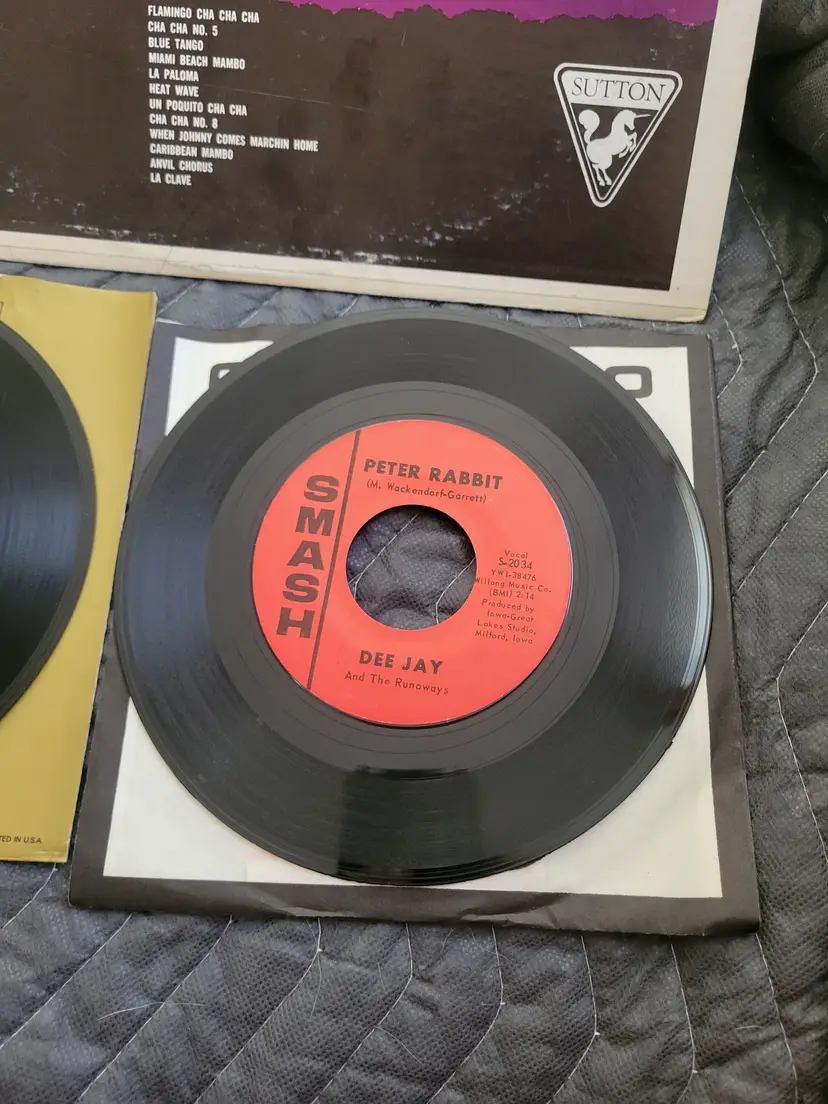 FLAMINGO CHA CHA CHA
CHA CHA NO. 5
BLUE TANGO
MIAMI BEACH MAMBO
LA PALOMA
HEAT WAVE
UN POQUITO CHA CHA
CHA CHA NO. 8
WHEN JOHNNY COMES MARCHIN HOME
CARIBBEAN MAMBO
ANVIL CHORUS
LA CLAVE
SUTTON
SMASH
PETER RABBIT
(M. Wackendorf-Garrett)
Vocal
S-2034
YW1-38476
Willong Music Co.
(BMI) 2:14
Produced by
Iowa-Great
Lakes Studio,
Milford, Iowa
DEE JAY
And The Runaways
TED IN U.S.A.